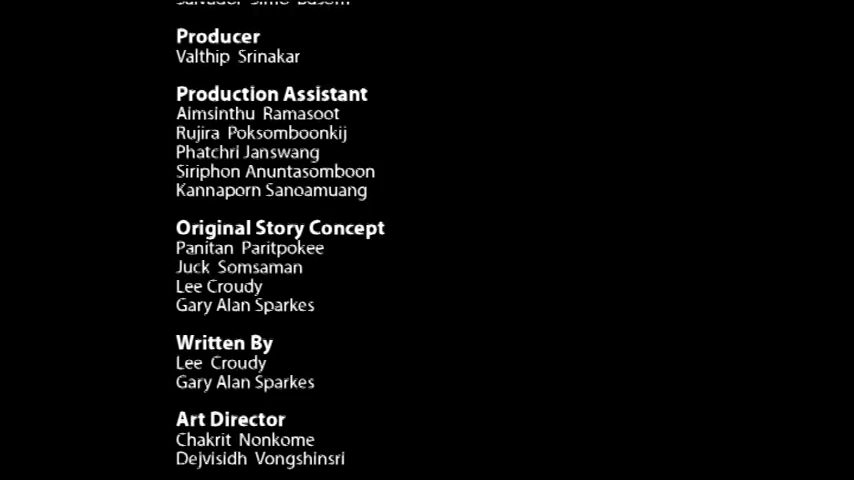 Producer
Valthip Srinakar
Production Assistant
Aimsinthu Ramasoot
Rujira Poksomboonkij
Phatchri Janswang
Siriphon Anuntasomboon
Kannaporn Sanoamuang
Original Story Concept
Panitan Paritpokee
Juck Somsaman
Lee Croudy
Gary Alan Sparkes
Written By
Lee Croudy
Gary Alan Sparkes
Art Director
Chakrit Nonkome
Dejvisidh Vongshinsri